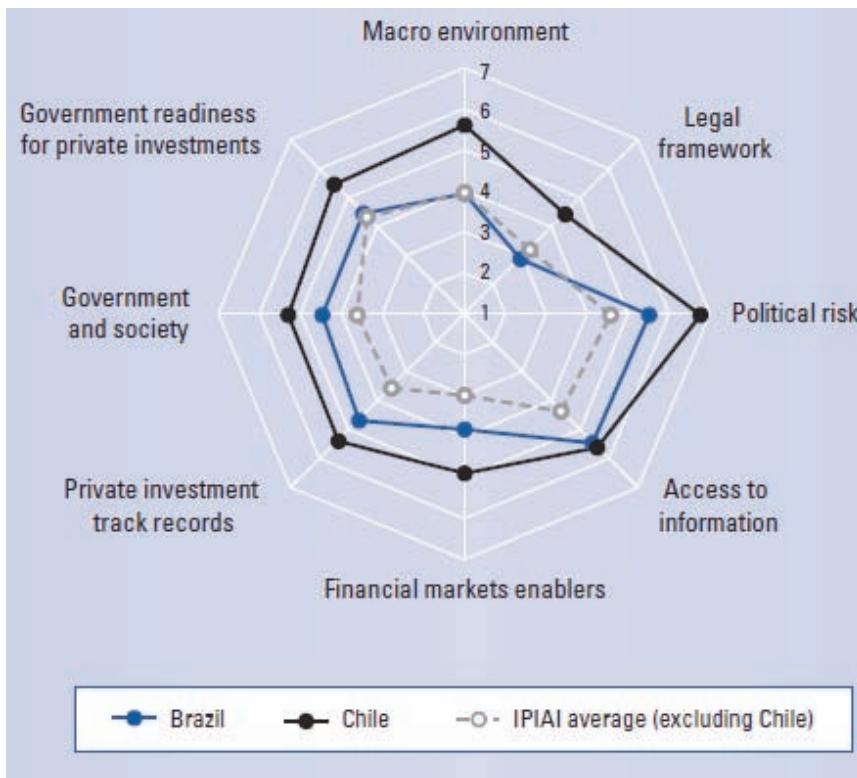 Macro environment
7
Government readiness
for private investments
6
Legal
framework
5
4
3
2
Government
and society
1
Political risk
Private investment
track records
Access to
information
Financial markets enablers
Brazil
Chile
IPIAI average (excluding Chile)